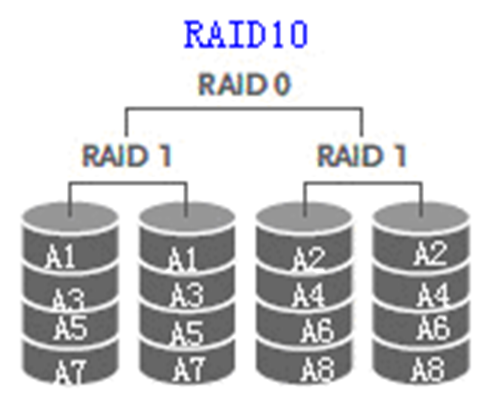 RAID10
RAID 0
RAID 1 RAID 1
A1 A1 A2 A2
A3 A3 A4 A4
A5 A5 A6 A6
A7 A7 A8 A8